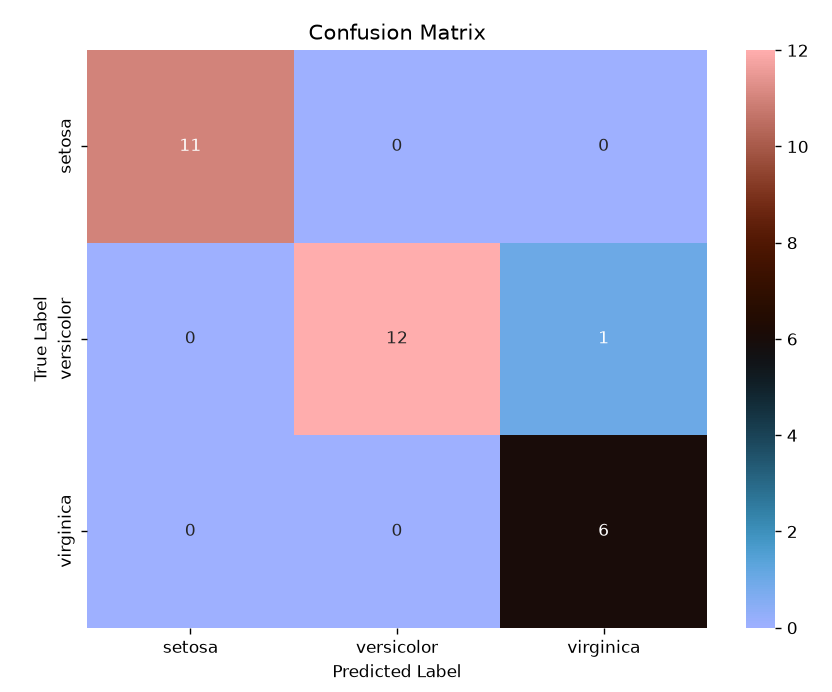 Confusion Matrix
True Label
setosa
11 0 0
versicolor
0 12 1
virginica
0 0 6
setosa versicolor virginica
Predicted Label
12
10
8
6
4
2
0